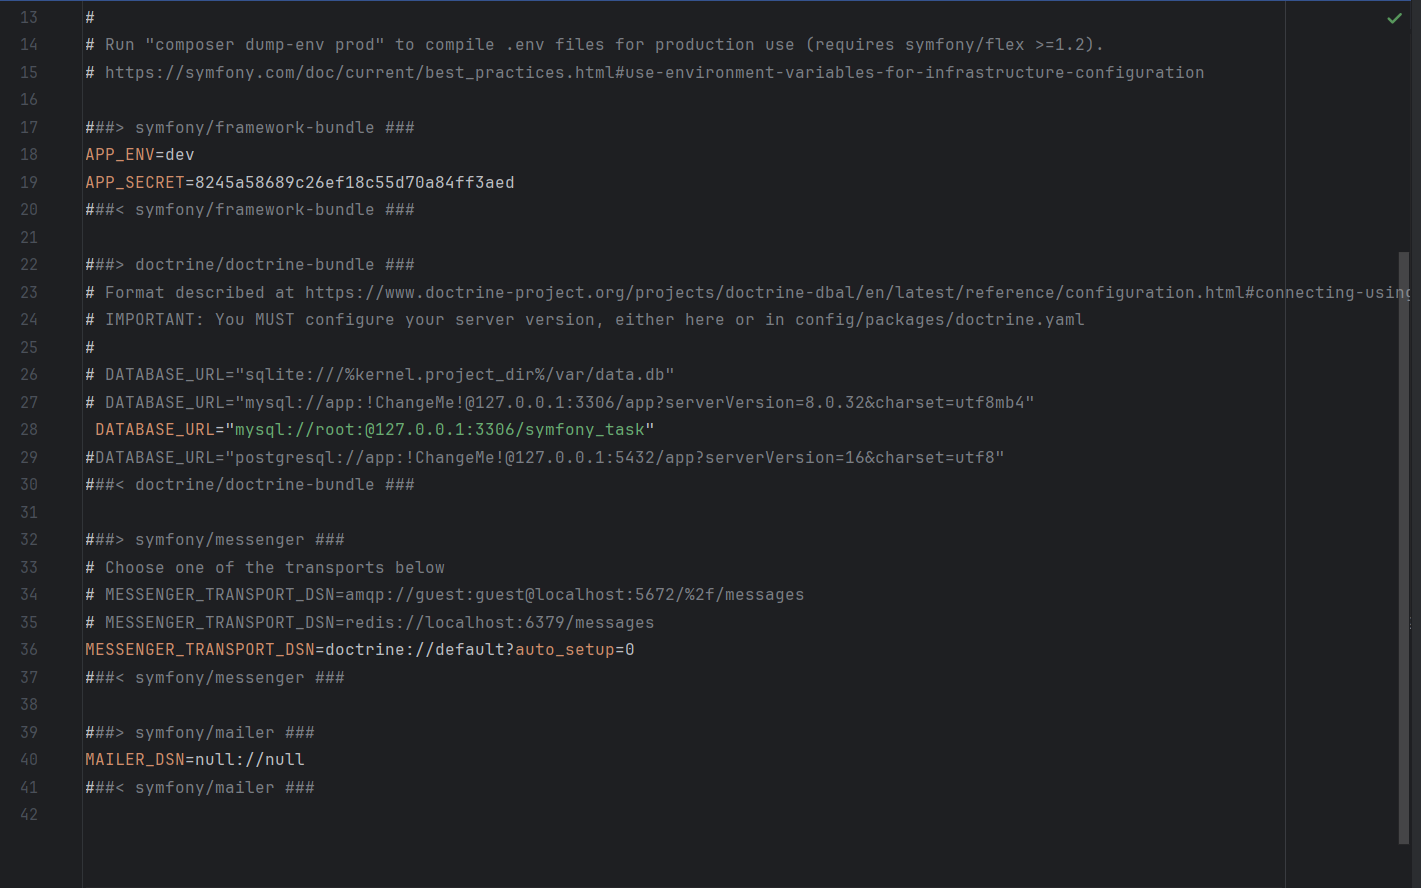 13 #
14 # Run "composer dump-env prod" to compile .env files for production use (requires symfony/flex >=1.2).
15 # https://symfony.com/doc/current/best_practices.html#use-environment-variables-for-infrastructure-configuration
16
17 ###> symfony/framework-bundle ###
18 APP_ENV=dev
19 APP_SECRET=8245a58689c26ef18c55d70a84ff3aed
20 ###< symfony/framework-bundle ###
21
22 ###> doctrine/doctrine-bundle ###
23 # Format described at https://www.doctrine-project.org/projects/doctrine-dbal/en/latest/reference/configuration.html#connecting-using
24 # IMPORTANT: You MUST configure your server version, either here or in config/packages/doctrine.yaml
25 #
26 # DATABASE_URL="sqlite:///%kernel.project_dir%/var/data.db"
27 # DATABASE_URL="mysql://app:!ChangeMe!@127.0.0.1:3306/app?serverVersion=8.0.32&charset=utf8mb4"
28  DATABASE_URL="mysql://root:@127.0.0.1:3306/symfony_task"
29 #DATABASE_URL="postgresql://app:!ChangeMe!@127.0.0.1:5432/app?serverVersion=16&charset=utf8"
30 ###< doctrine/doctrine-bundle ###
31
32 ###> symfony/messenger ###
33 # Choose one of the transports below
34 # MESSENGER_TRANSPORT_DSN=amqp://guest:guest@localhost:5672/%2f/messages
35 # MESSENGER_TRANSPORT_DSN=redis://localhost:6379/messages
36 MESSENGER_TRANSPORT_DSN=doctrine://default?auto_setup=0
37 ###< symfony/messenger ###
38
39 ###> symfony/mailer ###
40 MAILER_DSN=null://null
41 ###< symfony/mailer ###
42